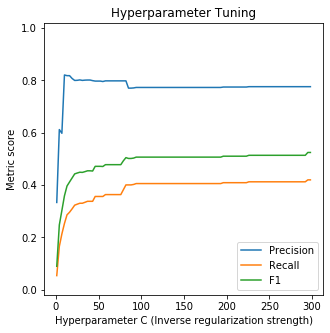 Hyperparameter Tuning
Metric score
1.0
0.8
0.6
0.4
0.2
0.0
0
50
100
150
200
250
300
Hyperparameter C (Inverse regularization strength)
Precision
Recall
F1